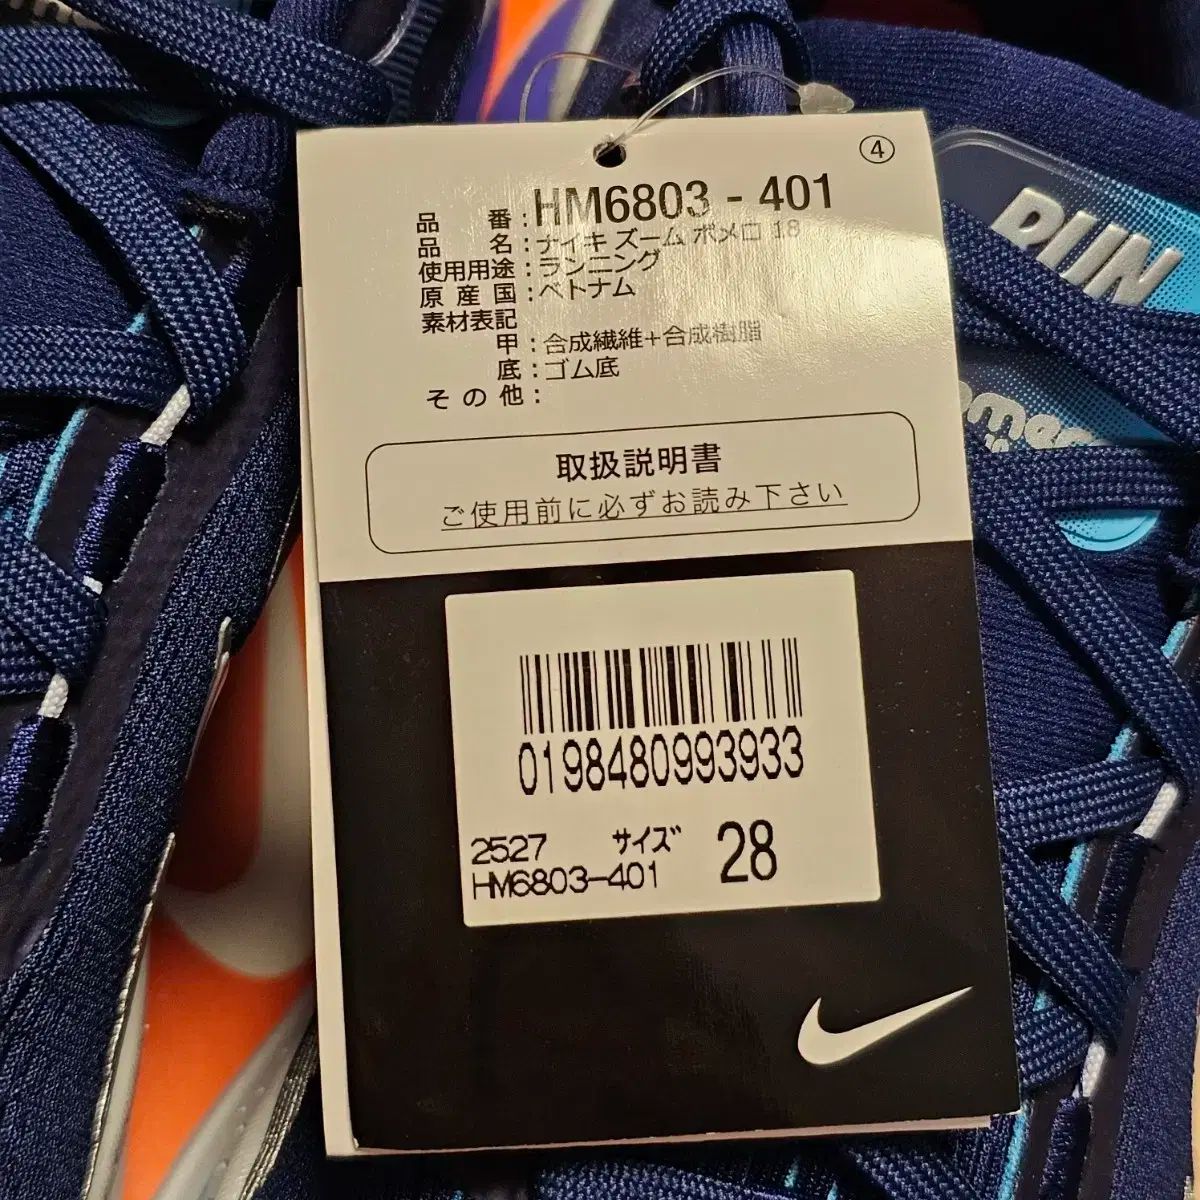 ④
品番：HM6803 - 401
品名：ナイキ ズーム ボメロ 18
使用用途：ランニング
原産国：ベトナム
素材表記
甲：合成繊維＋合成樹脂
底：ゴム底
その他：
取扱説明書
ご使用前に必ずお読み下さい
0198480993933
2527 サイズ 28
HM6803-401
RUN